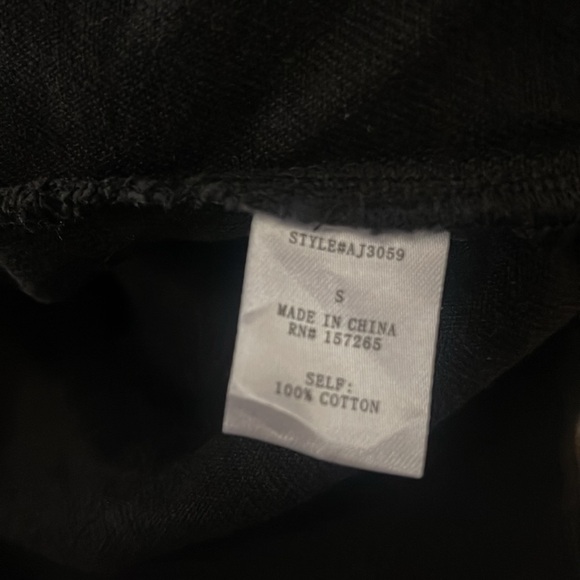 STYLE#AJ3059
S
MADE IN CHINA
RN# 157265
SELF:
100% COTTON